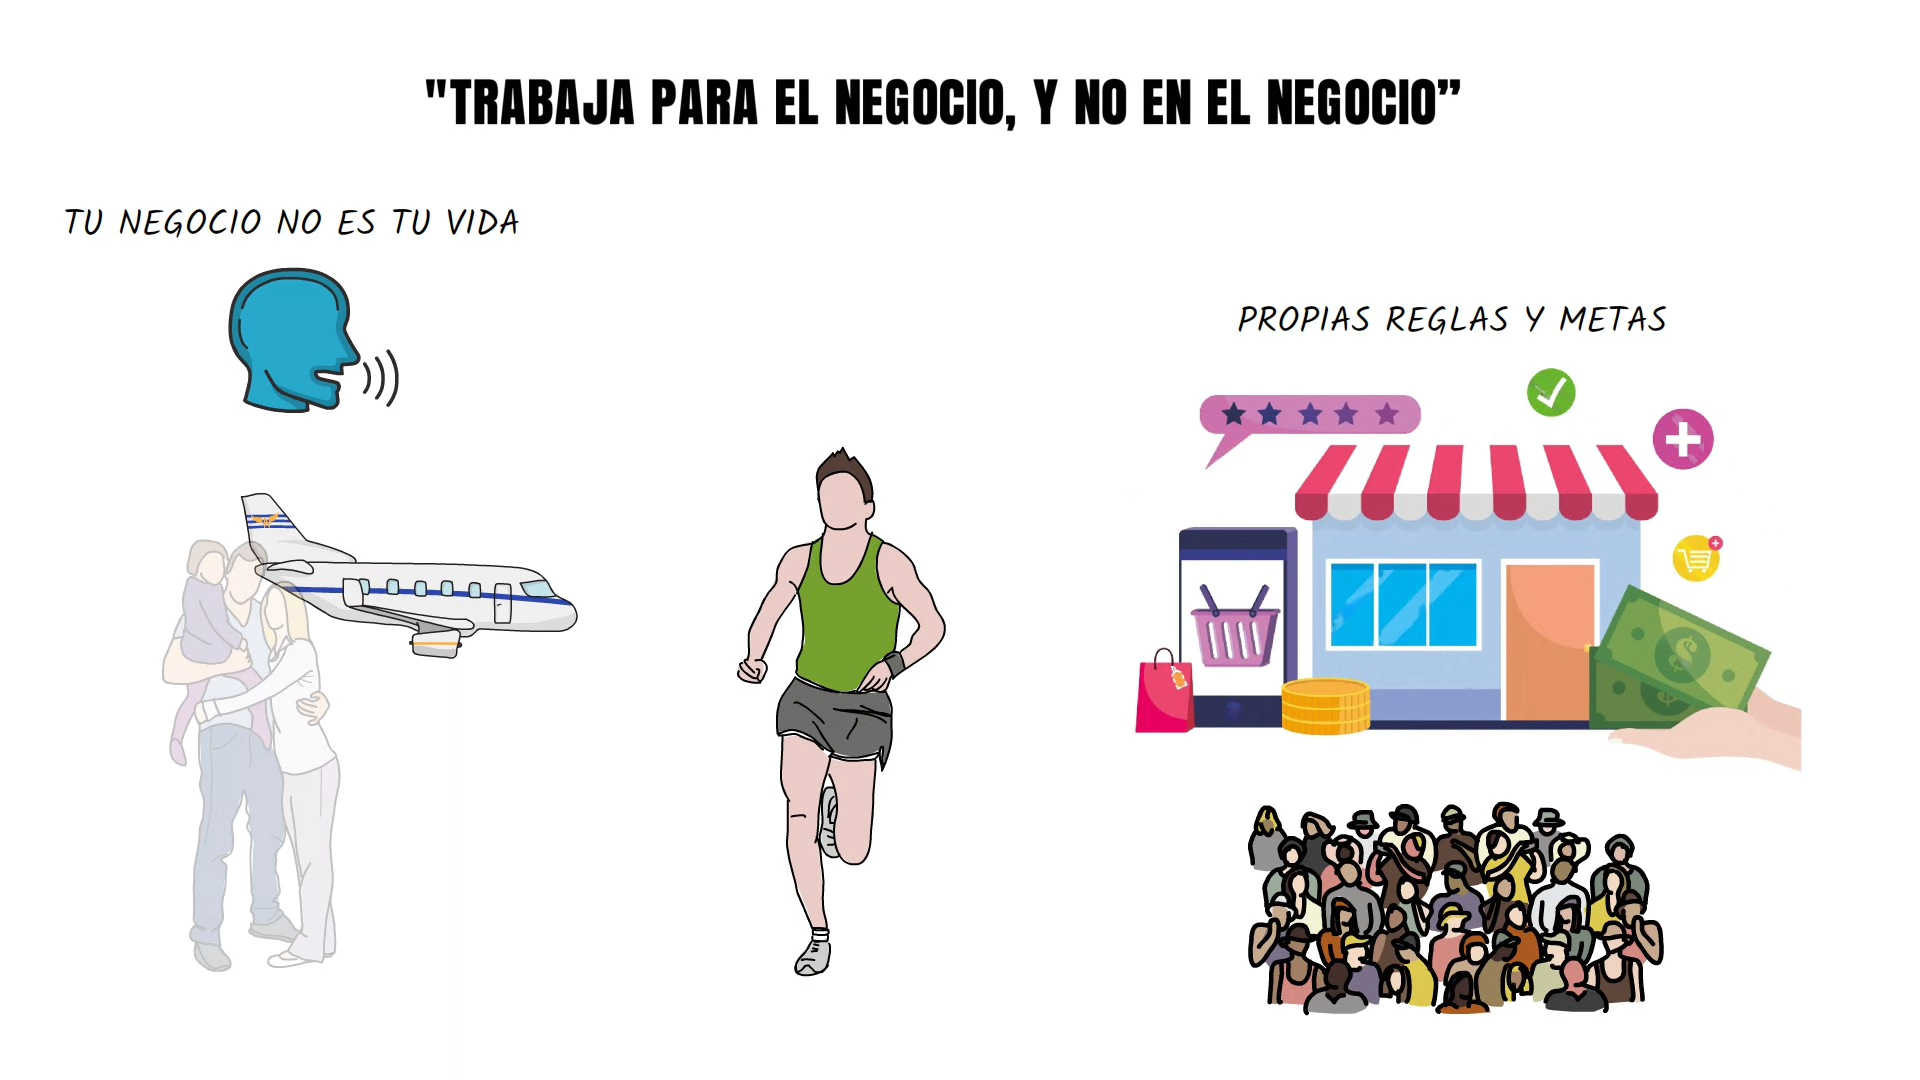 "TRABAJA PARA EL NEGOCIO, Y NO EN EL NEGOCIO”
TU NEGOCIO NO ES TU VIDA
PROPIAS REGLAS Y METAS